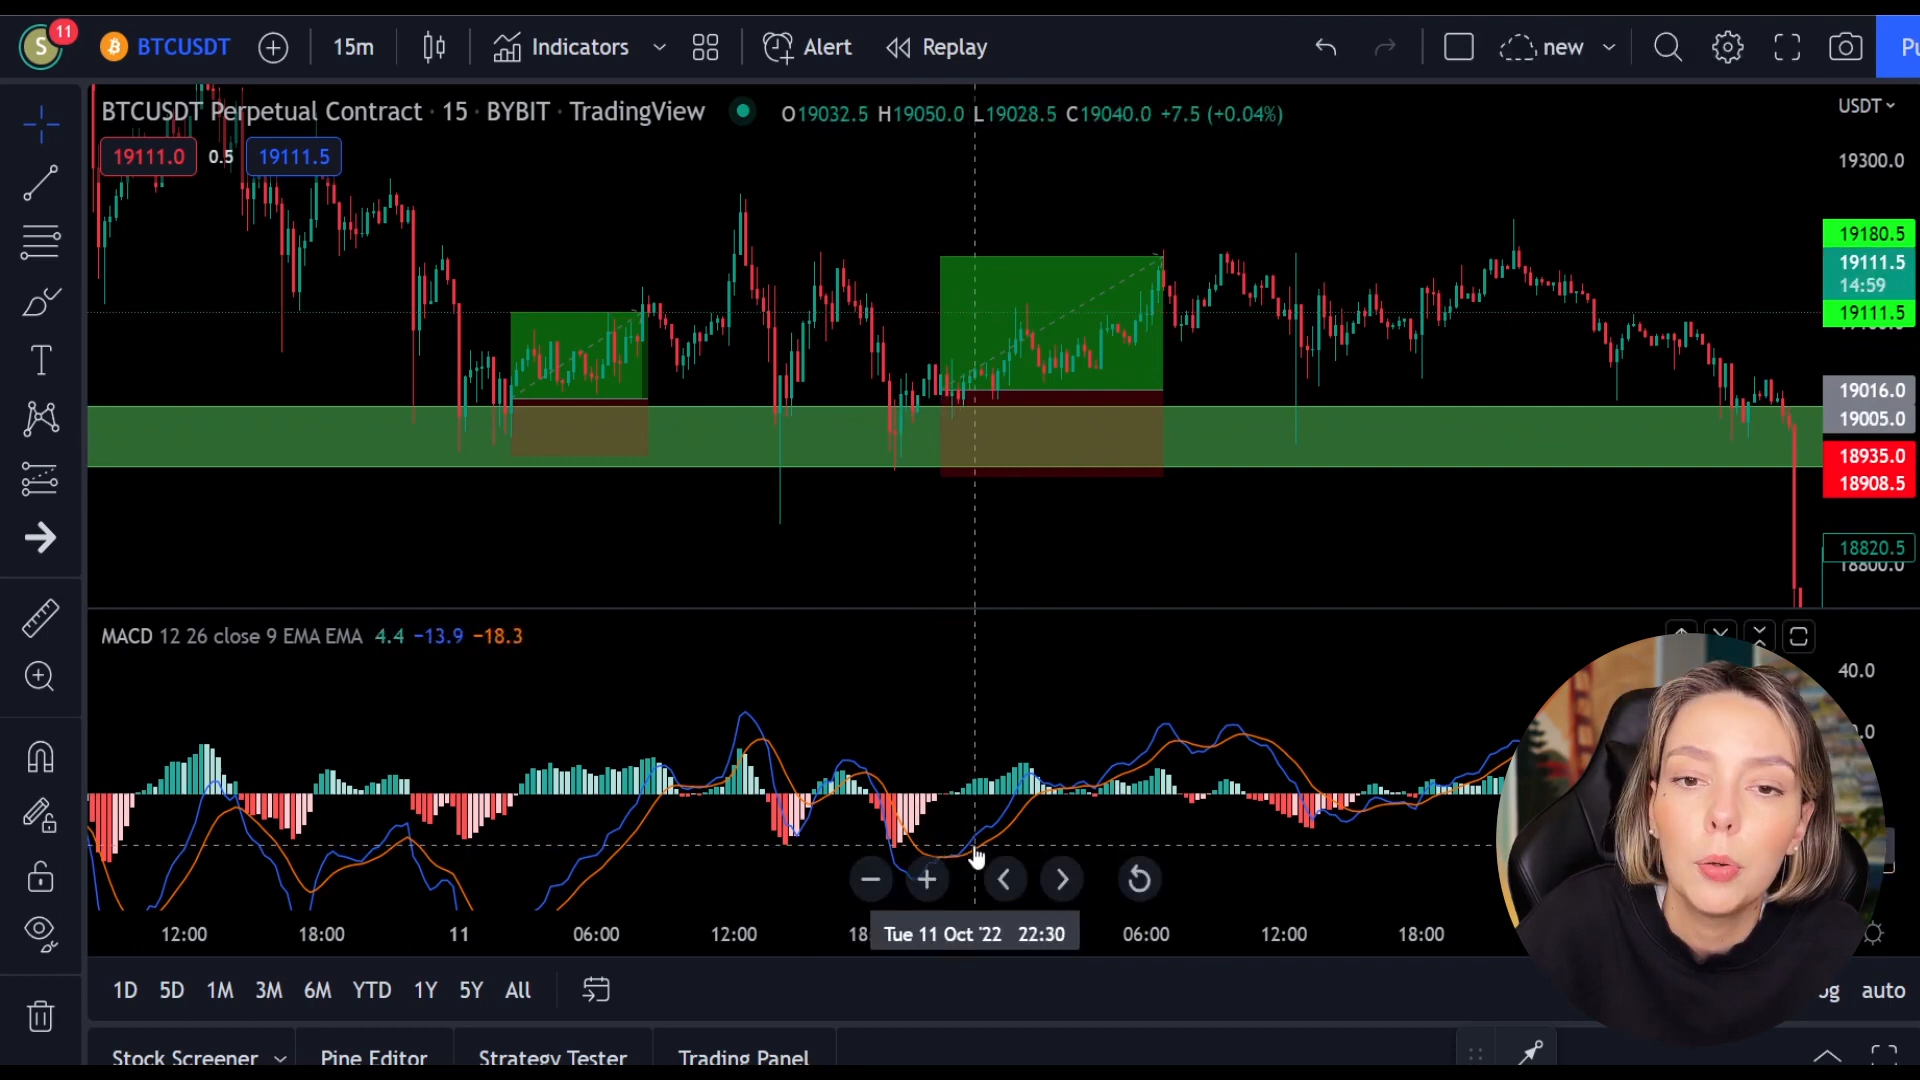 S 11 BTCUSDT 15m Indicators Alert Replay new Pu
BTCUSDT Perpetual Contract · 15 · BYBIT · TradingView O19032.5 H19050.0 L19028.5 C19040.0 +7.5 (+0.04%)
USDT
19111.0 0.5 19111.5
19300.0
19180.5
19111.5
14:59
19111.5
19016.0
19005.0
18935.0
18908.5
18820.5
18800.0
MACD 12 26 close 9 EMA EMA 4.4 −13.9 −18.3
40.0
12:00 18:00 11 06:00 12:00 18: Tue 11 Oct '22 22:30 06:00 12:00 18:00
1D 5D 1M 3M 6M YTD 1Y 5Y All auto
Stock Screener Pine Editor Strategy Tester Trading Panel